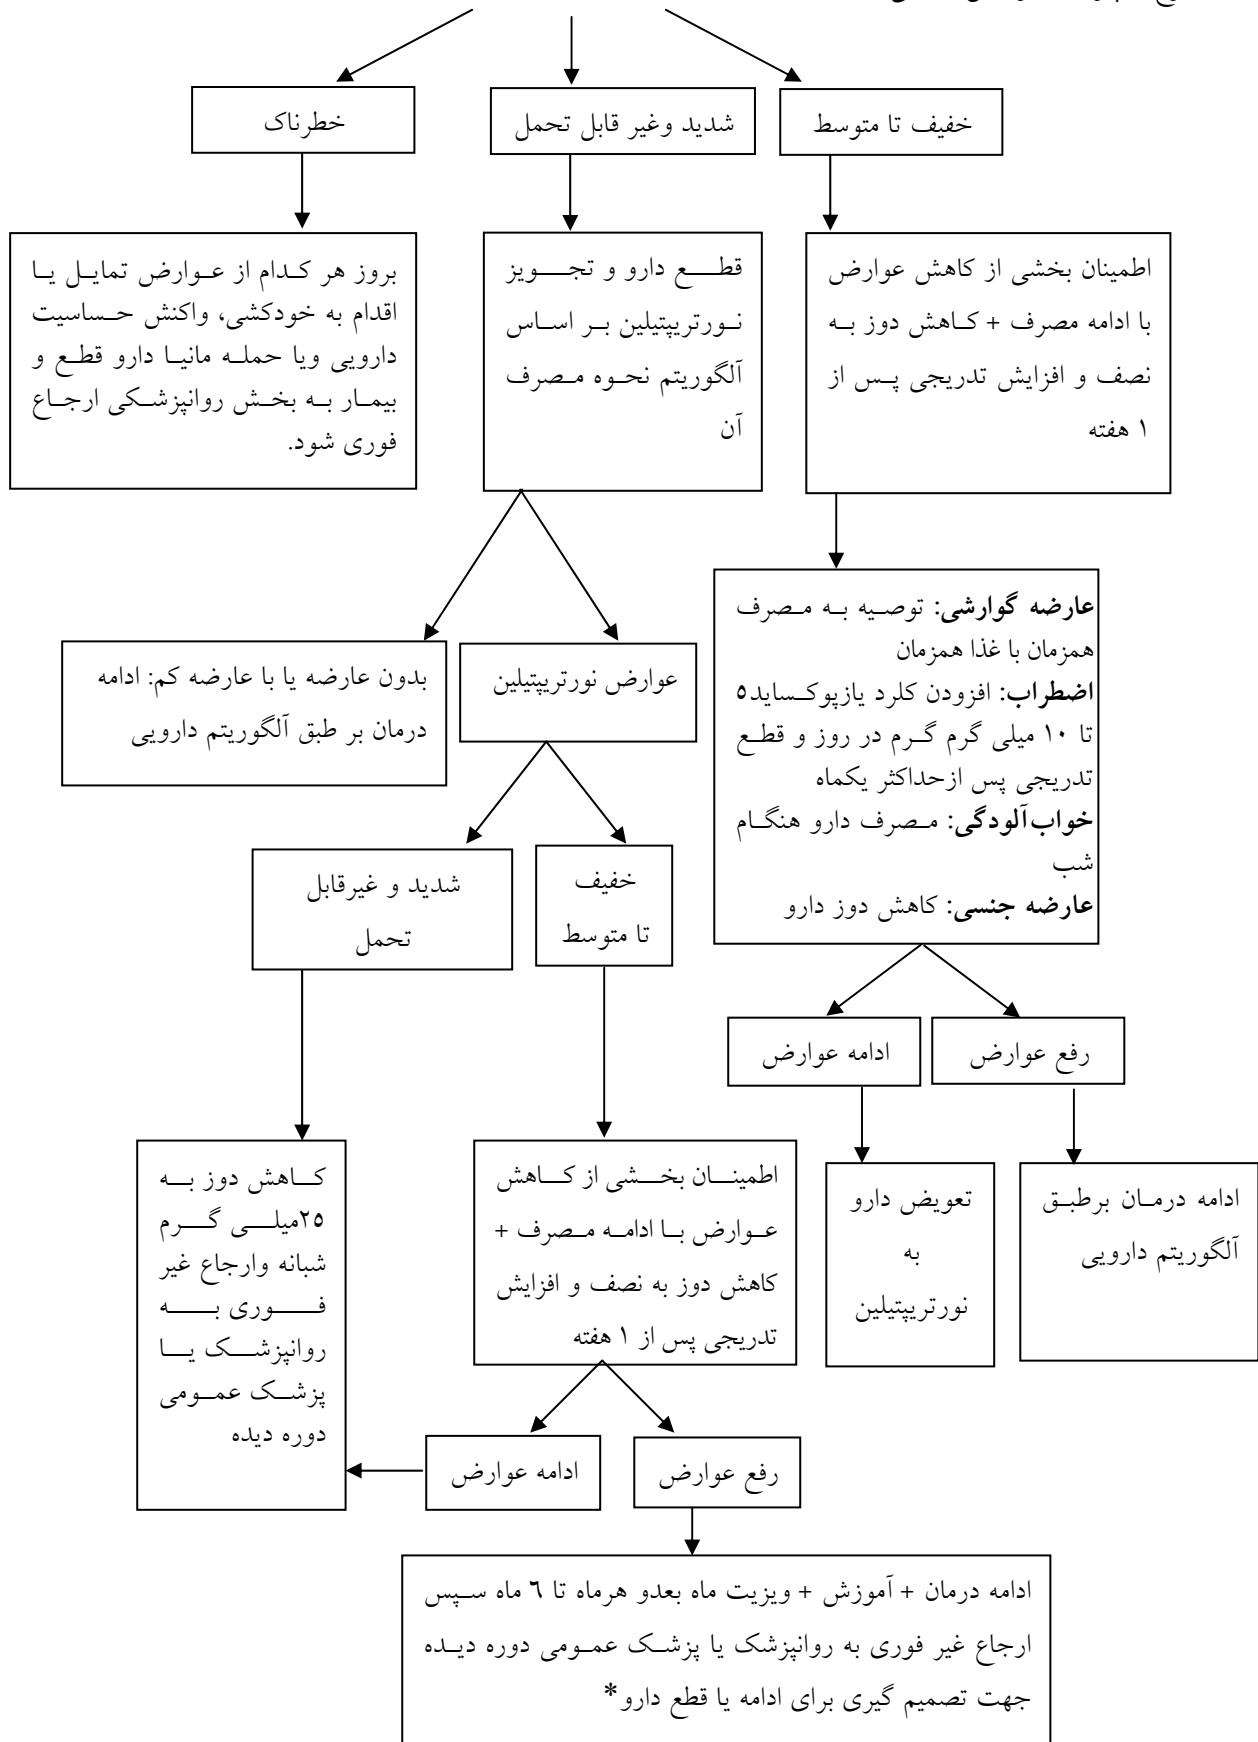 خفیف تا متوسط
شدید وغیر قابل تحمل
خطرناک
اطمینان بخشی از کاهش عوارض
با ادامه مصرف + کاهش دوز به
نصف و افزایش تدریجی پس از
۱ هفته
قطع دارو و تجویز
نورتریپتیلین بر اساس
آلگوریتم نحوه مصرف
آن
بروز هر کدام از عوارض تمایل یا
اقدام به خودکشی، واکنش حساسیت
دارویی ویا حمله مانیا دارو قطع و
بیمار به بخش روانپزشکی ارجاع
فوری شود.
عارضه گوارشی: توصیه به مصرف
همزمان با غذا همزمان
اضطراب: افزودن کلرد یازپوکساید۵
تا ۱۰ میلی گرم گرم در روز و قطع
تدریجی پس ازحداکثر یکماه
خواب‌آلودگی: مصرف دارو هنگام
شب
عارضه جنسی: کاهش دوز دارو
عوارض نورتریپتیلین
بدون عارضه یا با عارضه کم: ادامه
درمان بر طبق آلگوریتم دارویی
خفیف
تا متوسط
شدید و غیرقابل
تحمل
رفع عوارض
ادامه عوارض
ادامه درمان برطبق
آلگوریتم دارویی
تعویض دارو
به
نورتریپتیلین
اطمینان بخشی از کاهش
عوارض با ادامه مصرف +
کاهش دوز به نصف و افزایش
تدریجی پس از ۱ هفته
کاهش دوز به
۲۵میلی گرم
شبانه وارجاع غیر
فوری به
روانپزشک یا
پزشک عمومی
دوره دیده
رفع عوارض
ادامه عوارض
ادامه درمان + آموزش + ویزیت ماه بعدو هرماه تا ۶ ماه سپس
ارجاع غیر فوری به روانپزشک یا پزشک عمومی دوره دیده
جهت تصمیم گیری برای ادامه یا قطع دارو*